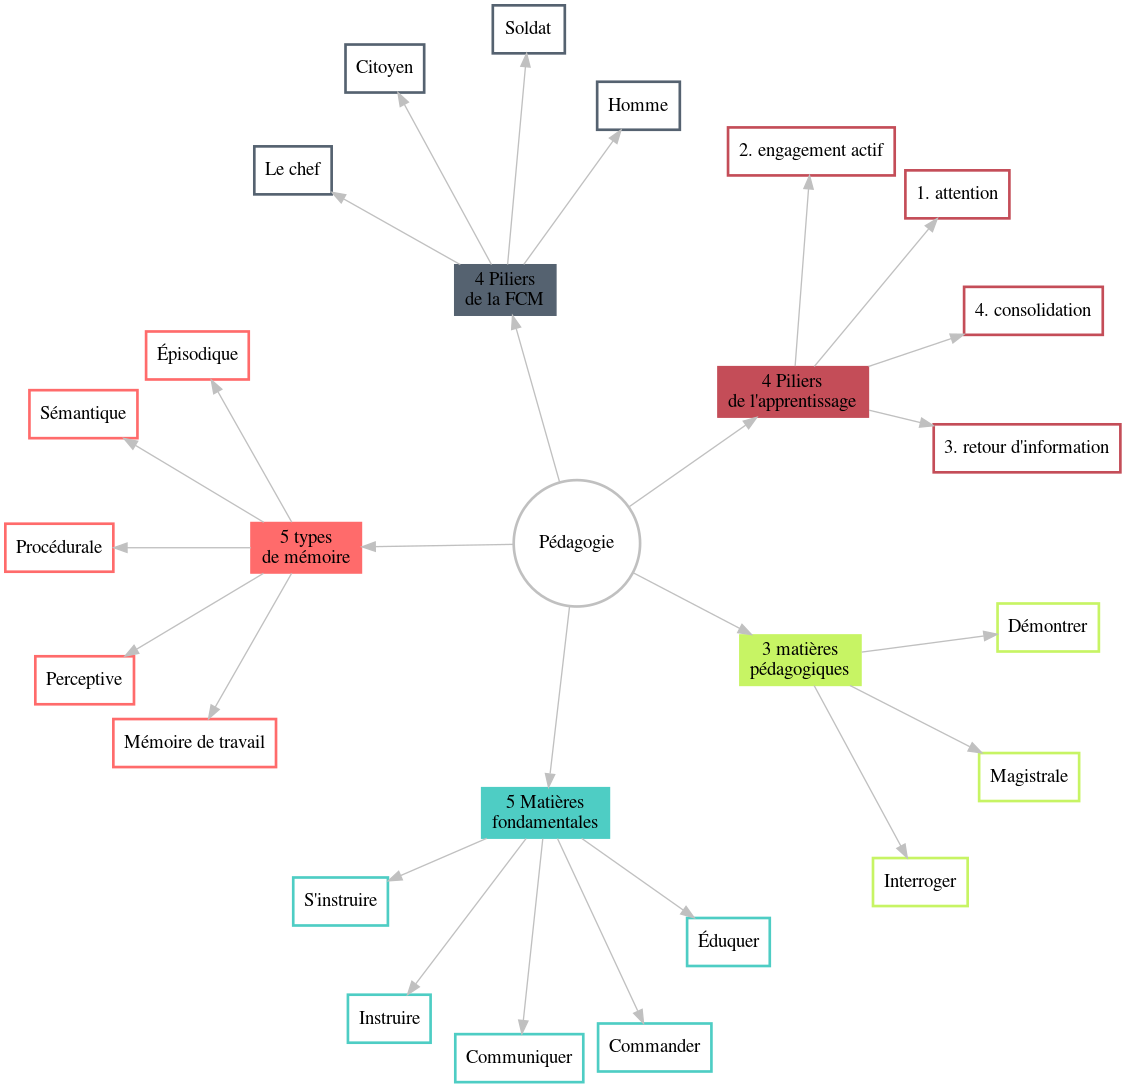 Soldat
Citoyen
Homme
Le chef
4 Piliers
de la FCM
2. engagement actif
1. attention
4. consolidation
4 Piliers
de l'apprentissage
3. retour d'information
Épisodique
Sémantique
Procédurale
5 types
de mémoire
Perceptive
Mémoire de travail
Pédagogie
3 matières
pédagogiques
Démontrer
Magistrale
Interroger
5 Matières
fondamentales
S'instruire
Instruire
Communiquer
Commander
Éduquer